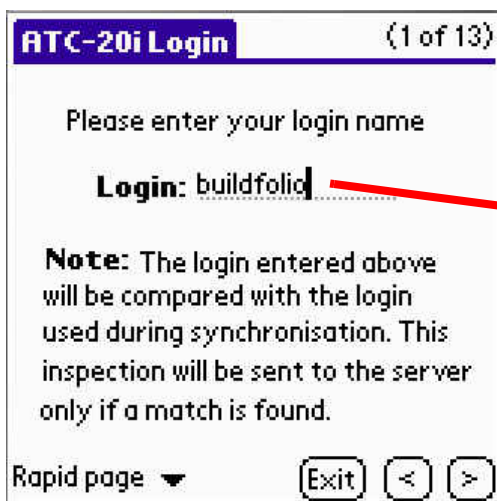 ATC-20i Login (1 of 13)
Please enter your login name
Login: buildfolio
Note: The login entered above
will be compared with the login
used during synchronisation. This
inspection will be sent to the server
only if a match is found.
Rapid page Exit < >